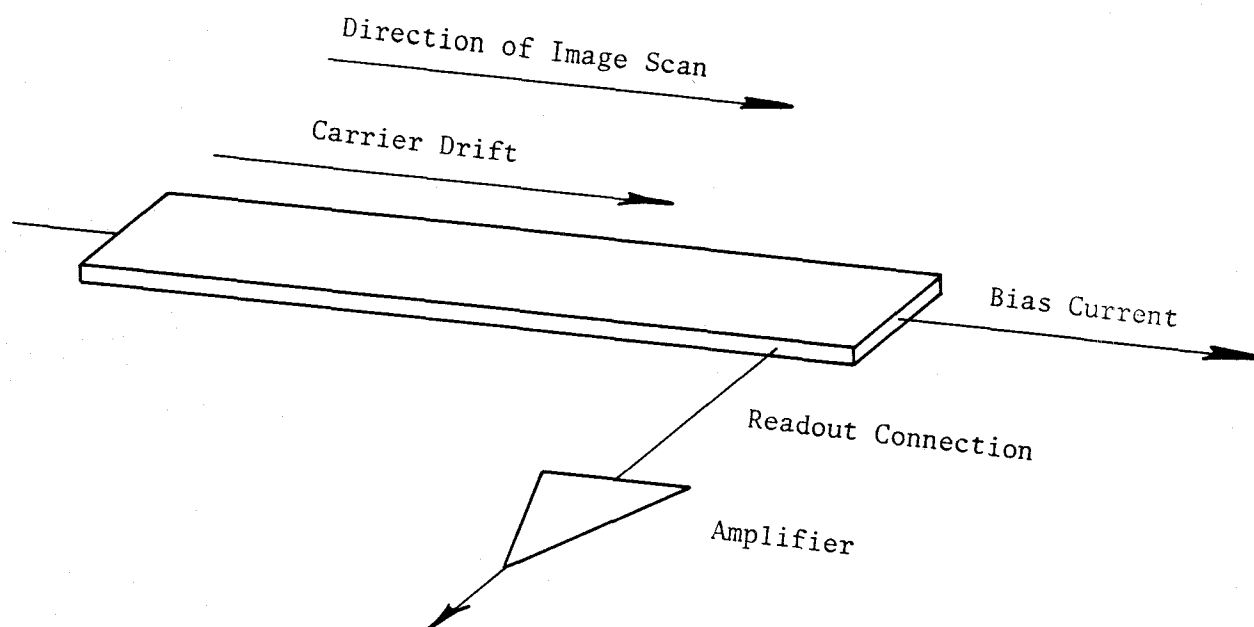 Direction of Image Scan
Carrier Drift
Bias Current
Readout Connection
Amplifier